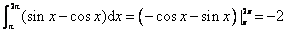 ∫_π^{2π}(sin x−cos x)dx=(−cos x−sin x)|_π^{2π}=−2